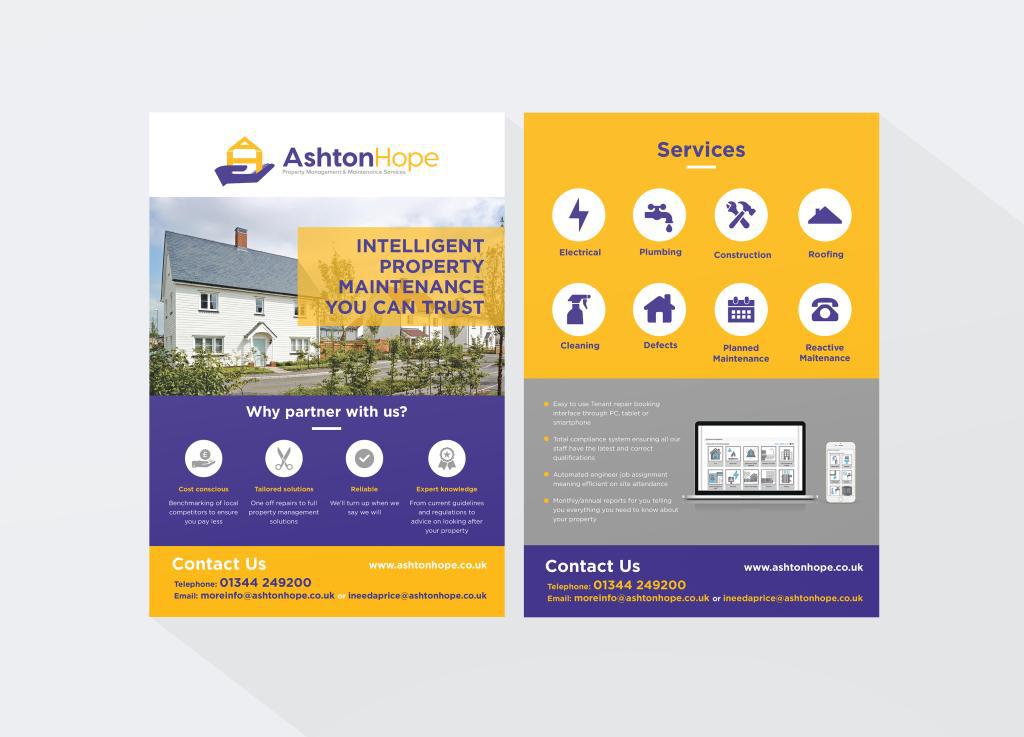 AshtonHope
Property Management & Maintenance Services
INTELLIGENT
PROPERTY
MAINTENANCE
YOU CAN TRUST
Why partner with us?
Cost conscious
Benchmarking of local
competitors to ensure
you pay less
Tailored solutions
One off repairs to full
property management
solutions
Reliable
We'll turn up when we
say we will
Expert knowledge
From current guidelines
and regulations to
advice on looking after
your property
Contact Us
www.ashtonhope.co.uk
Telephone: 01344 249200
Email: moreinfo@ashtonhope.co.uk or ineedaprice@ashtonhope.co.uk
Services
Electrical
Plumbing
Construction
Roofing
Cleaning
Defects
Planned
Maintenance
Reactive
Maitenance
Easy to use Tenant repair booking
interface through PC, tablet or
smartphone
Total compliance system ensuring all our
staff have the latest and correct
qualifications
Automated engineer job assignment
meaning efficient on site attendance
Monthly/annual reports for you telling
you everything you need to know about
your property
Contact Us
www.ashtonhope.co.uk
Telephone: 01344 249200
Email: moreinfo@ashtonhope.co.uk or ineedaprice@ashtonhope.co.uk